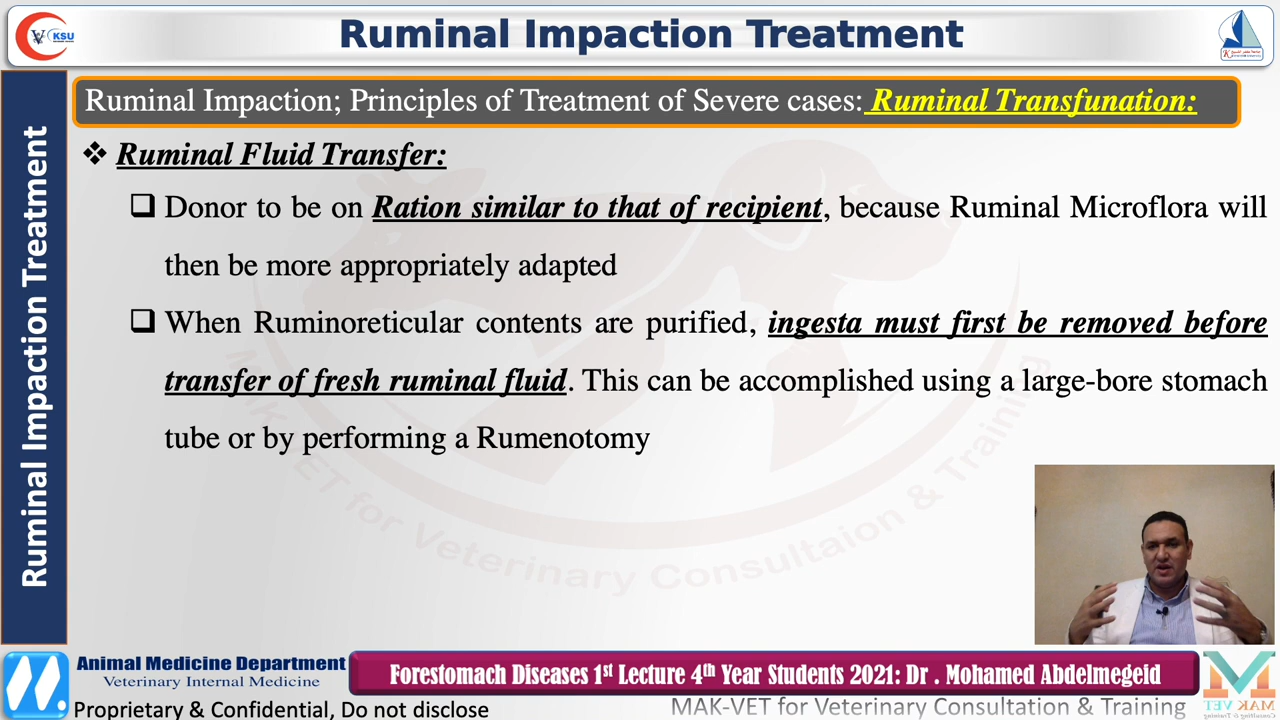 KSU
Ruminal Impaction Treatment
Ruminal Impaction Treatment
Ruminal Impaction; Principles of Treatment of Severe cases: Ruminal Transfunation:
❖ Ruminal Fluid Transfer:
❑ Donor to be on Ration similar to that of recipient, because Ruminal Microflora will
then be more appropriately adapted
❑ When Ruminoreticular contents are purified, ingesta must first be removed before
transfer of fresh ruminal fluid. This can be accomplished using a large-bore stomach
tube or by performing a Rumenotomy
MAK-VET for Veterinary Consultaion & Training
Animal Medicine Department
Veterinary Internal Medicine
Forestomach Diseases 1st Lecture 4th Year Students 2021: Dr . Mohamed Abdelmegeid
Proprietary & Confidential, Do not disclose
MAK-VET for Veterinary Consultation & Training
MAK VET
Consulting & Training